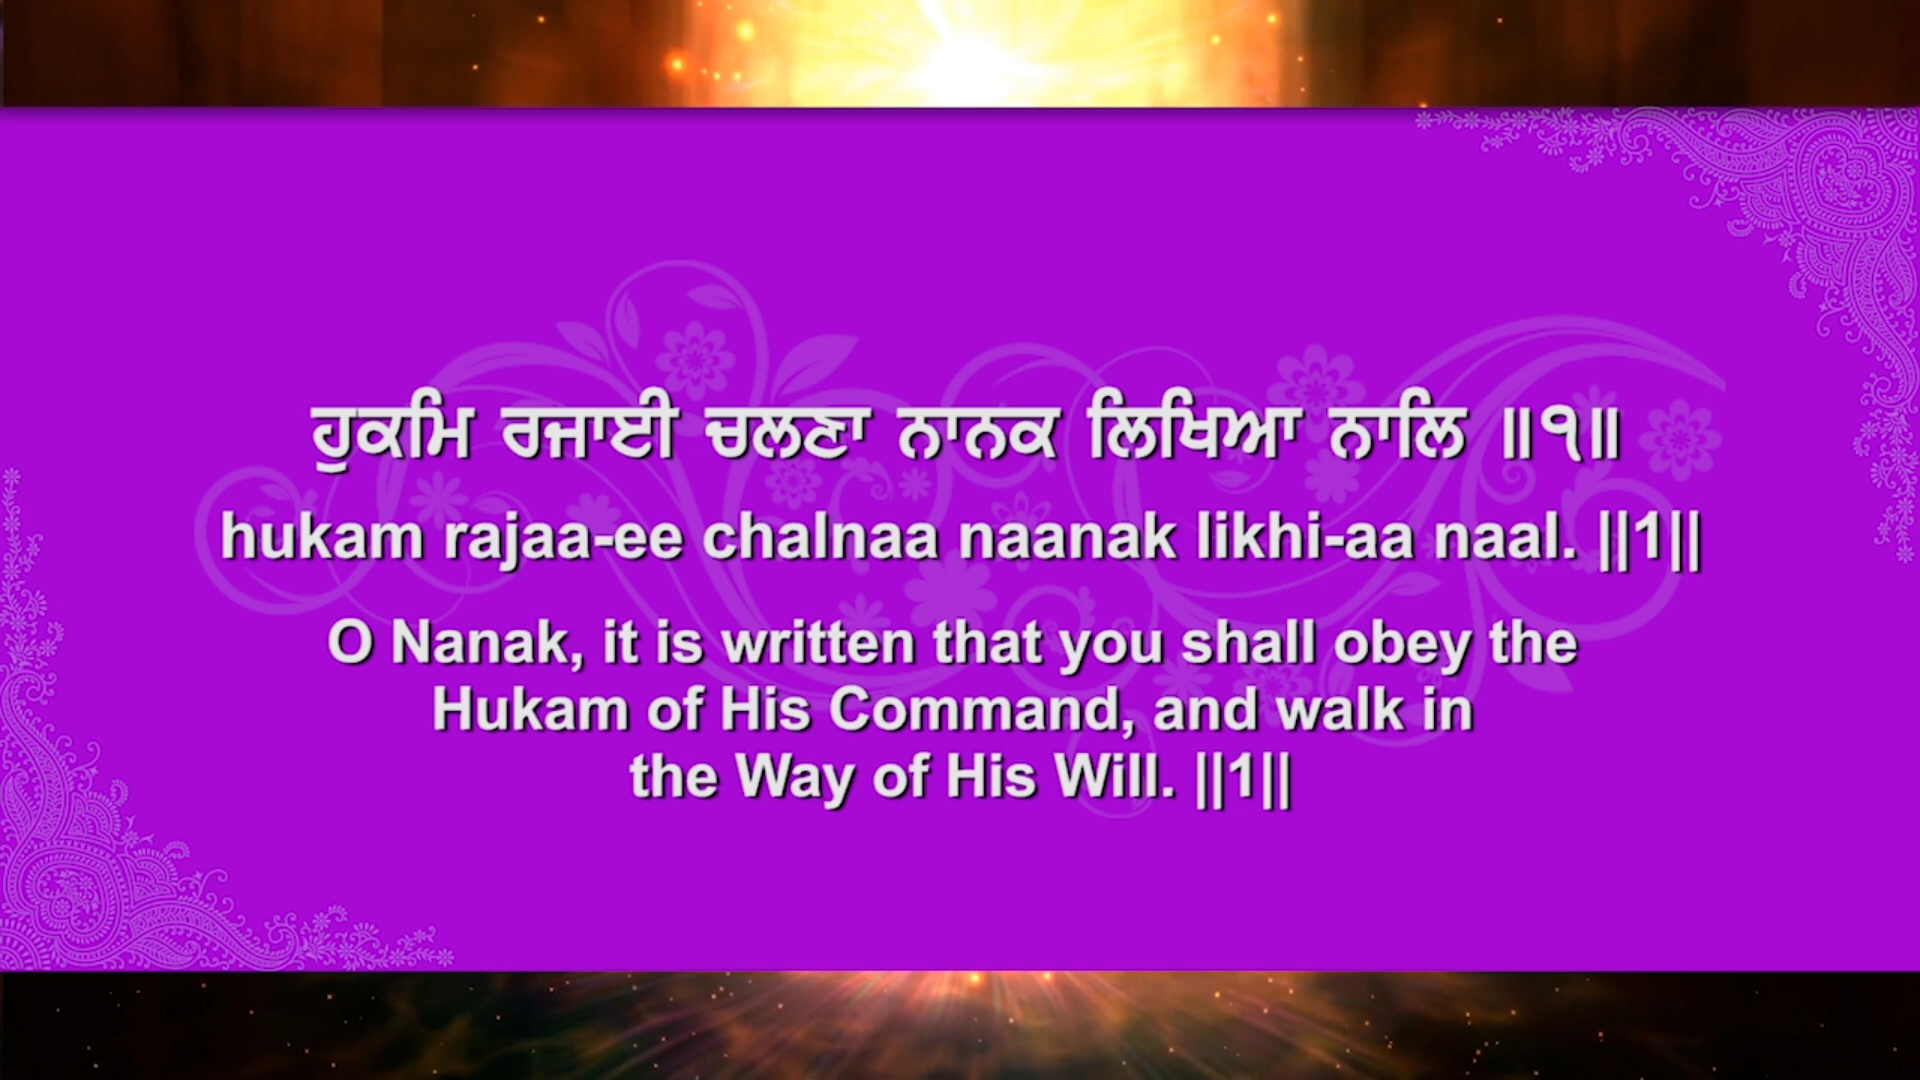 ਹੁਕਮਿ ਰਜਾਈ ਚਲਣਾ ਨਾਨਕ ਲਿਖਿਆ ਨਾਲਿ ॥੧॥
hukam rajaa-ee chalnaa naanak likhi-aa naal. ||1||
O Nanak, it is written that you shall obey the
Hukam of His Command, and walk in
the Way of His Will. ||1||